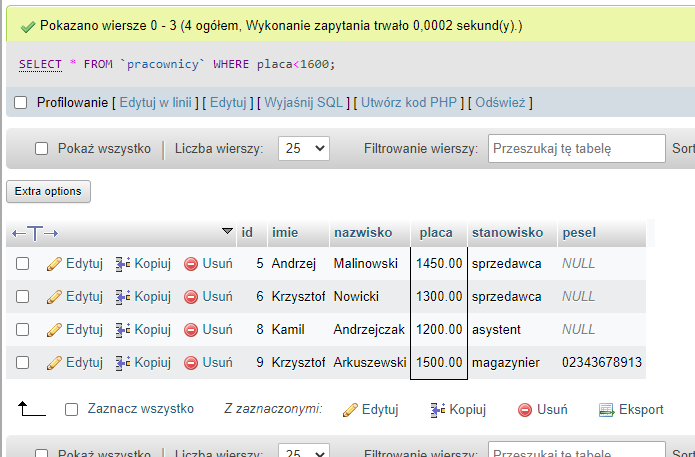 Pokazano wiersze 0 - 3 (4 ogółem, Wykonanie zapytania trwało 0,0002 sekund(y).)
SELECT * FROM `pracownicy` WHERE placa<1600;
Profilowanie [ Edytuj w linii ] [ Edytuj ] [ Wyjaśnij SQL ] [ Utwórz kod PHP ] [ Odśwież ]
Pokaż wszystko | Liczba wierszy: 25 Filtrowanie wierszy: Przeszukaj tę tabelę Sort
Extra options
←T→ id imie nazwisko placa stanowisko pesel
Edytuj Kopiuj Usuń 5 Andrzej Malinowski 1450.00 sprzedawca NULL
Edytuj Kopiuj Usuń 6 Krzysztof Nowicki 1300.00 sprzedawca NULL
Edytuj Kopiuj Usuń 8 Kamil Andrzejczak 1200.00 asystent NULL
Edytuj Kopiuj Usuń 9 Krzysztof Arkuszewski 1500.00 magazynier 02343678913
Zaznacz wszystko Z zaznaczonymi: Edytuj Kopiuj Usuń Eksport
Pokaż wszystko | Liczba wierszy: 25 Filtrowanie wierszy: Przeszukaj tę tabelę Sort